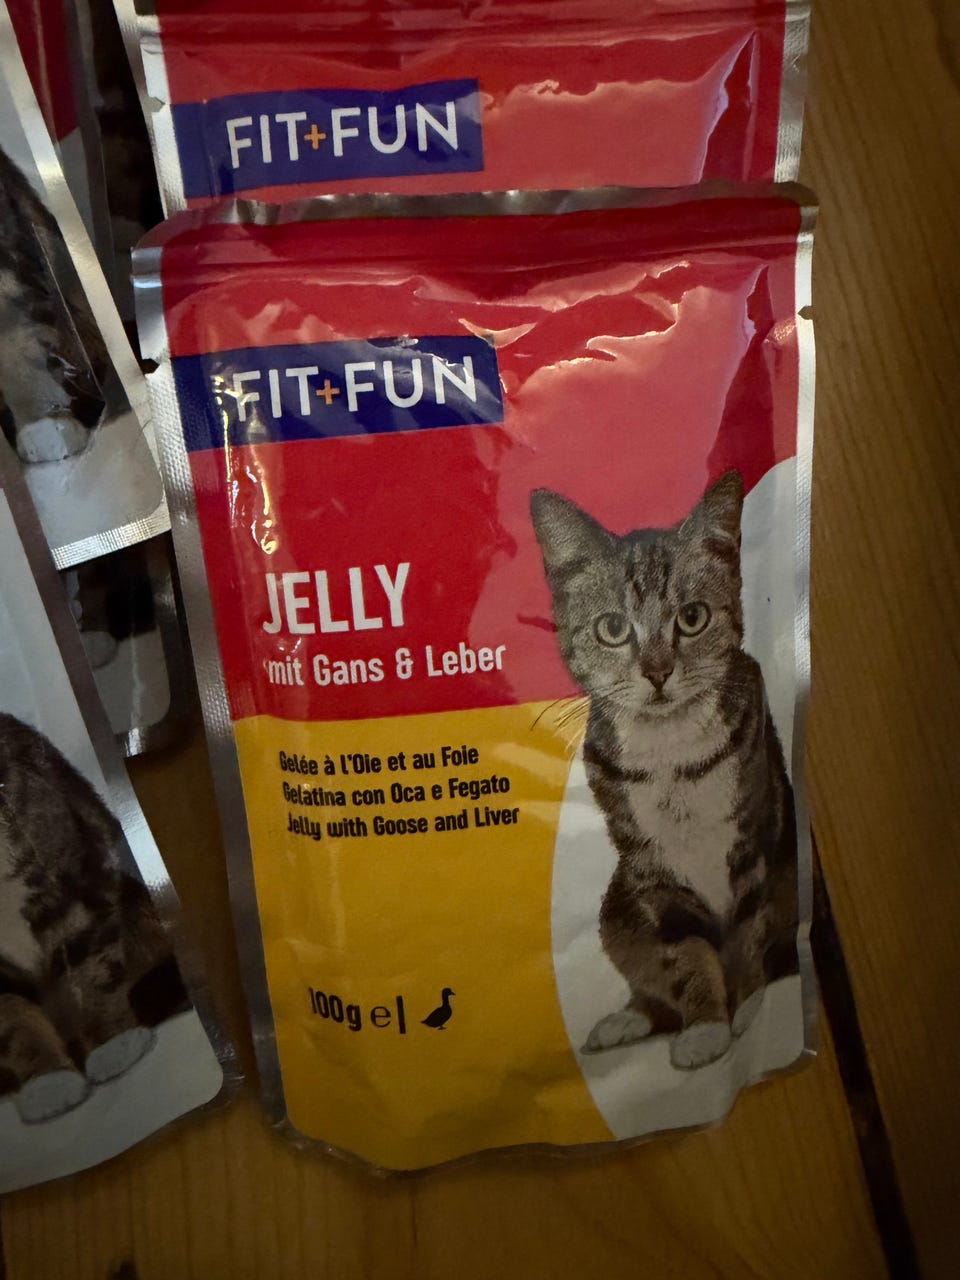 FIT+FUN
FIT+FUN
JELLY
mit Gans & Leber
Gelée à l'Oie et au Foie
Gelatina con Oca e Fegato
Jelly with Goose and Liver
100g e